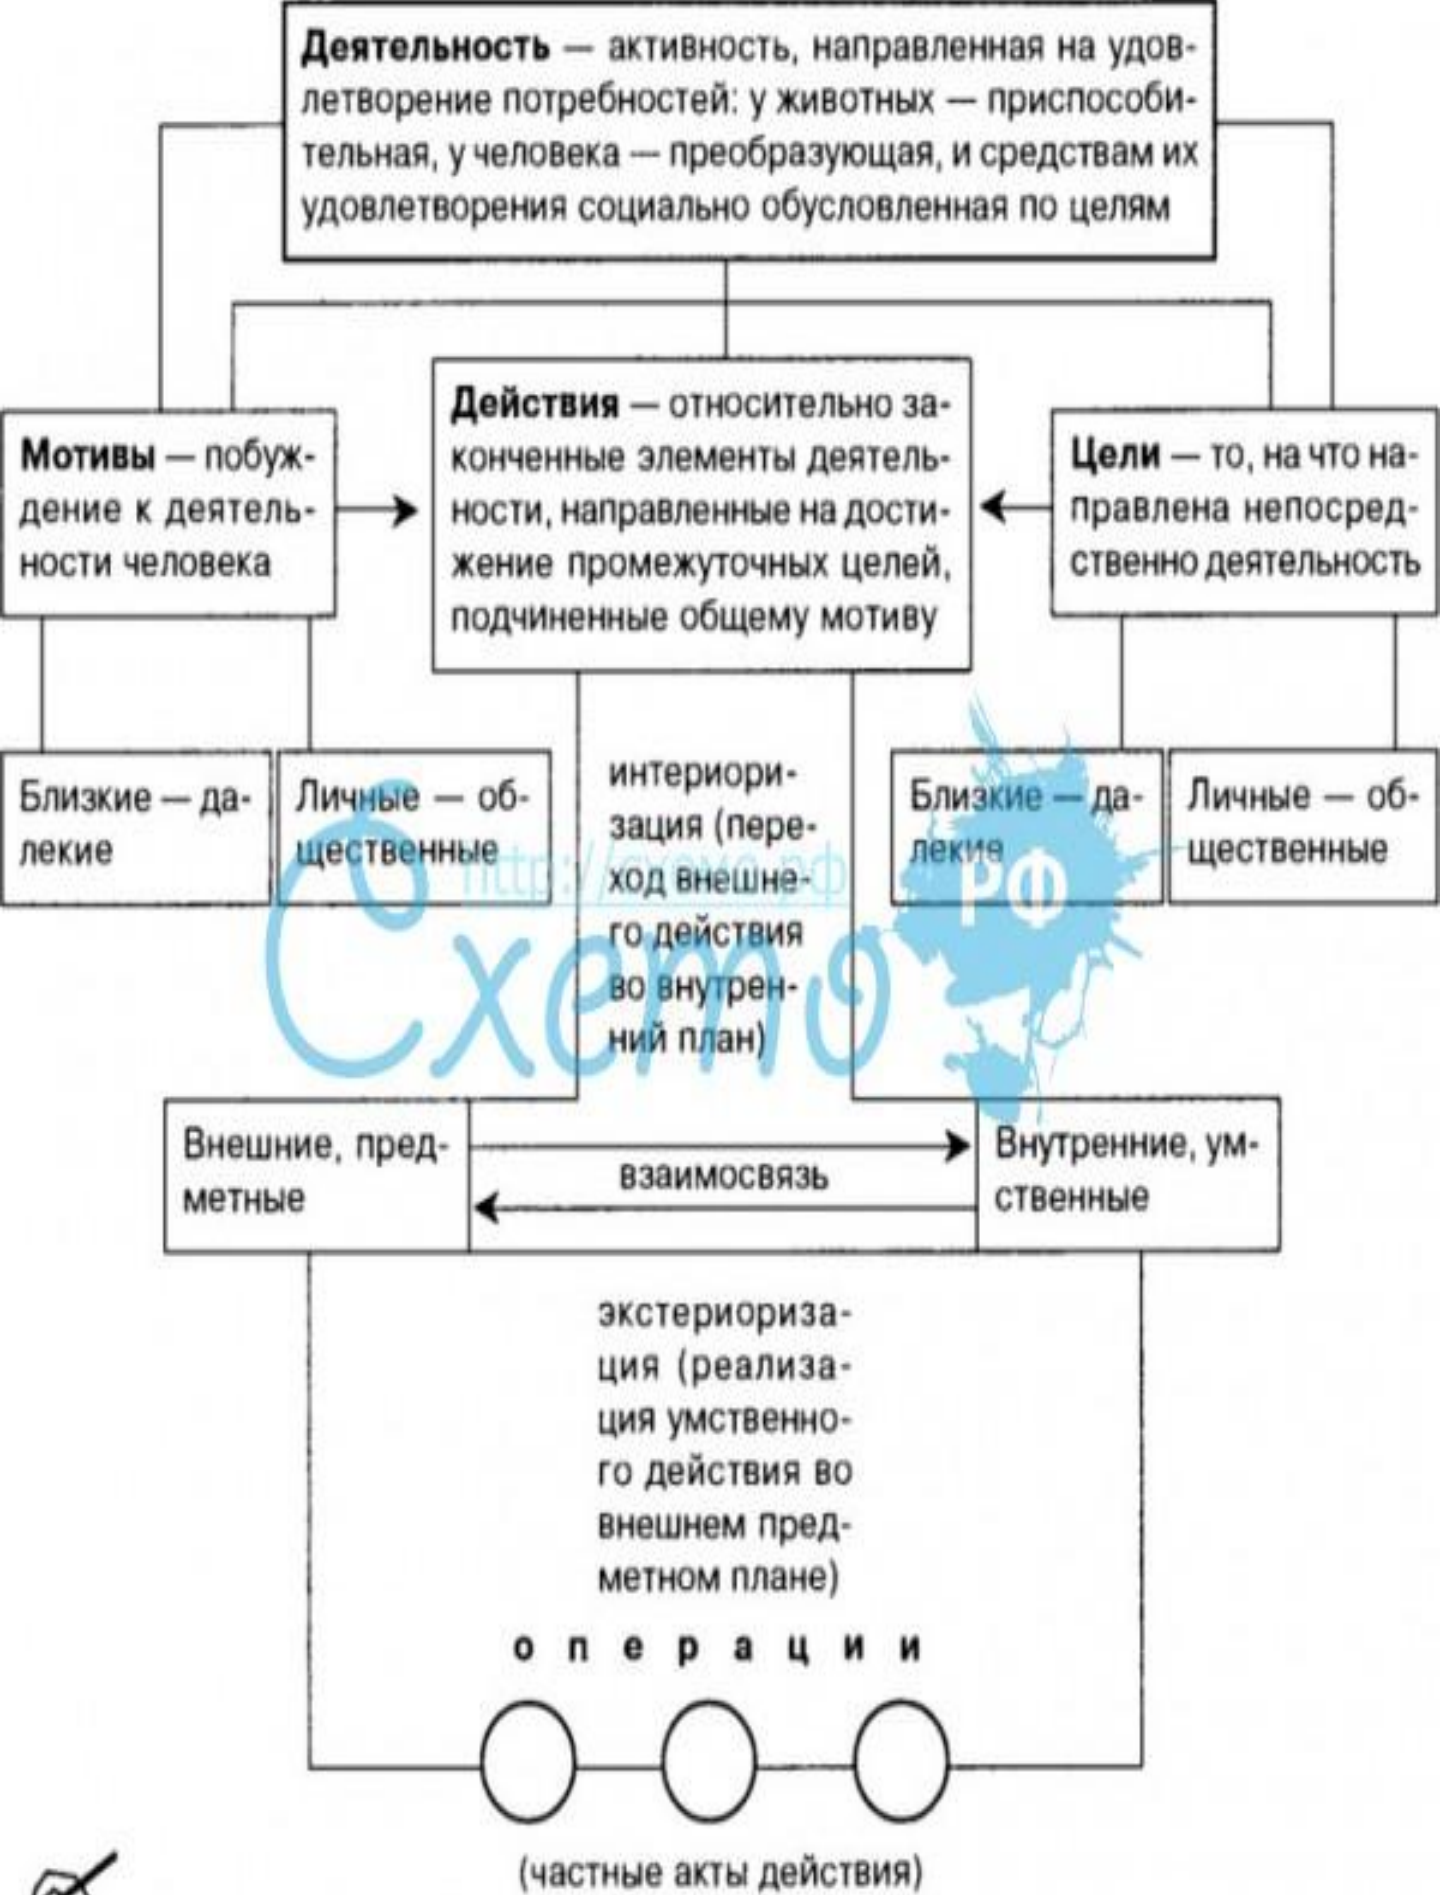 Деятельность — активность, направленная на удов-
летворение потребностей: у животных — приспособи-
тельная, у человека — преобразующая, и средствам их
удовлетворения социально обусловленная по целям
Мотивы — побуж-
дение к деятель-
ности человека
Действия — относительно за-
конченные элементы деятель-
ности, направленные на дости-
жение промежуточных целей,
подчиненные общему мотиву
Цели — то, на что на-
правлена непосред-
ственно деятельность
Близкие — да-
лекие
Личные — об-
щественные
интериори-
зация (пере-
ход внешне-
го действия
во внутрен-
ний план)
Близкие — да-
лекие
Личные — об-
щественные
http://схемо.рф
Схемо
РФ
Внешние, пред-
метные
взаимосвязь
Внутренние, ум-
ственные
экстериориза-
ция (реализа-
ция умственно-
го действия во
внешнем пред-
метном плане)
операции
(частные акты действия)